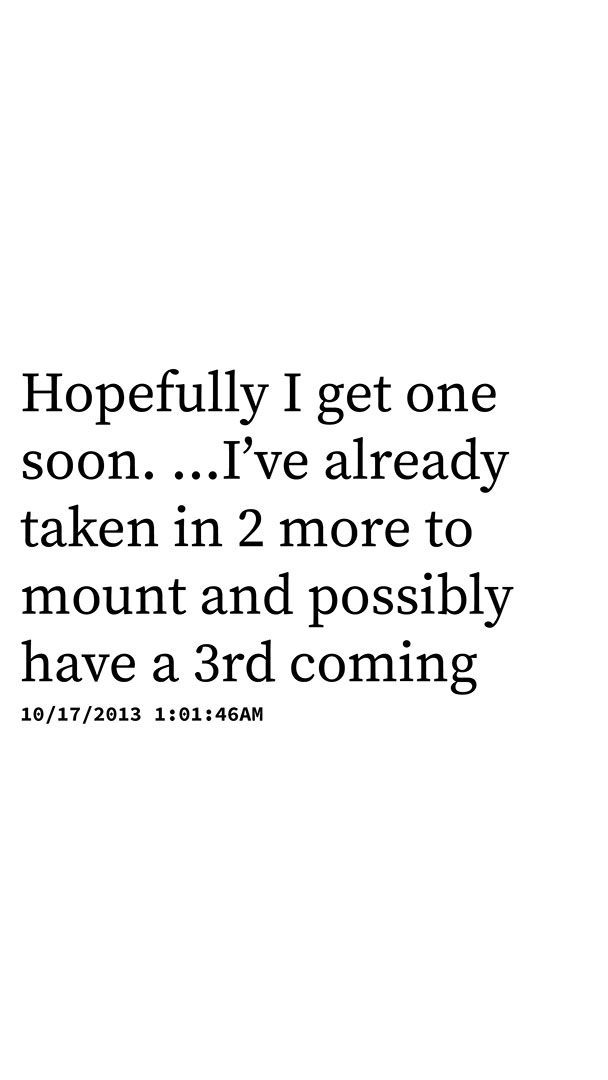 Hopefully I get one
soon. ...I’ve already
taken in 2 more to
mount and possibly
have a 3rd coming
10/17/2013 1:01:46AM